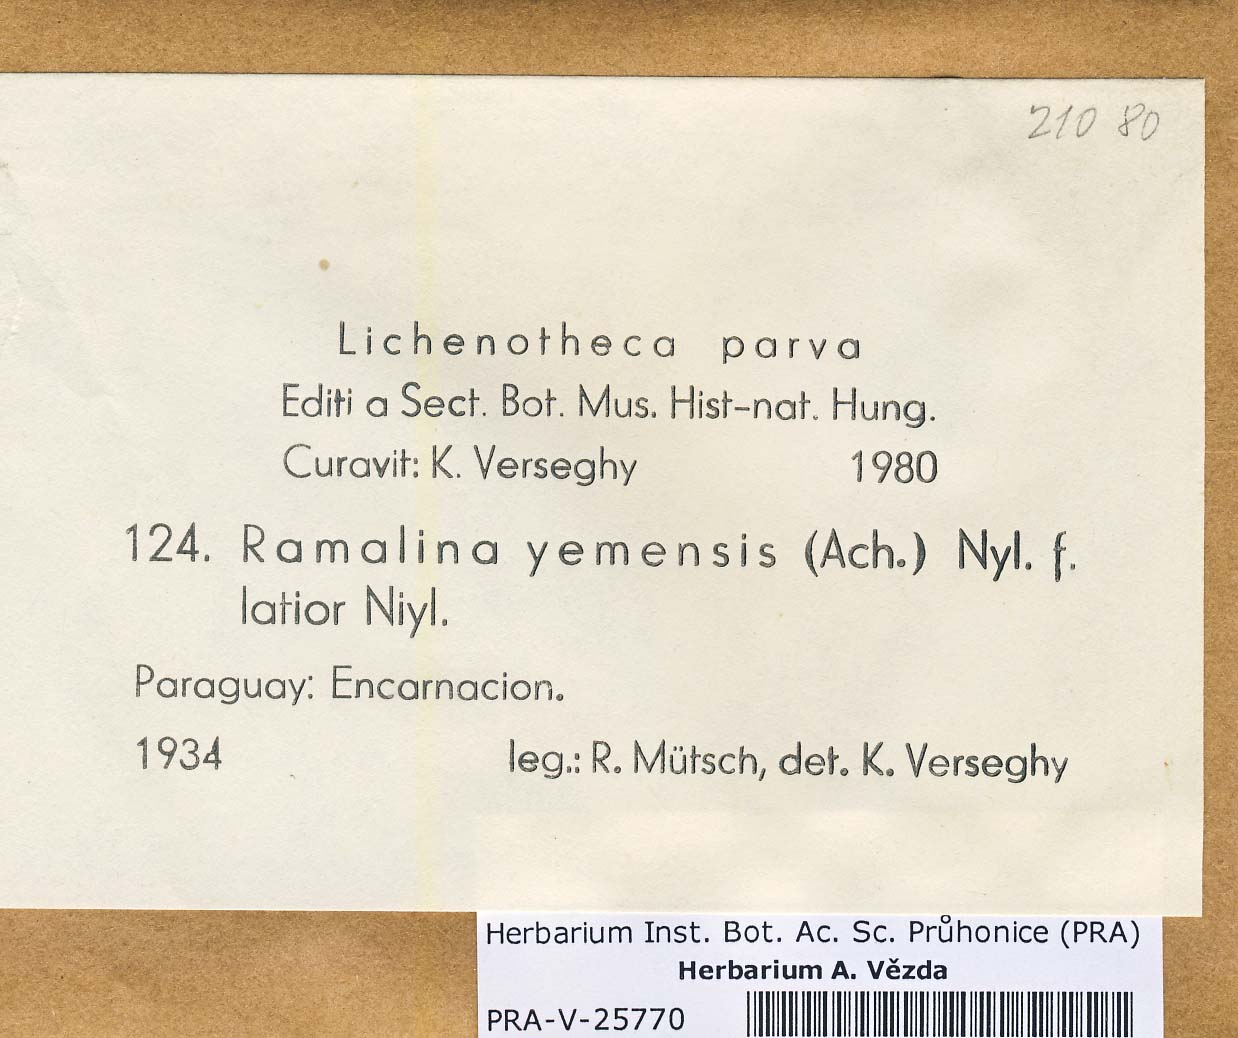 210 80
Lichenotheca parva
Editi a Sect. Bot. Mus. Hist-nat. Hung.
Curavit: K. Verseghy 1980
124. Ramalina yemensis (Ach.) Nyl. f.
latior Niyl.
Paraguay: Encarnacion.
1934 leg.: R. Mütsch, det. K. Verseghy
Herbarium Inst. Bot. Ac. Sc. Průhonice (PRA)
Herbarium A. Vězda
PRA-V-25770